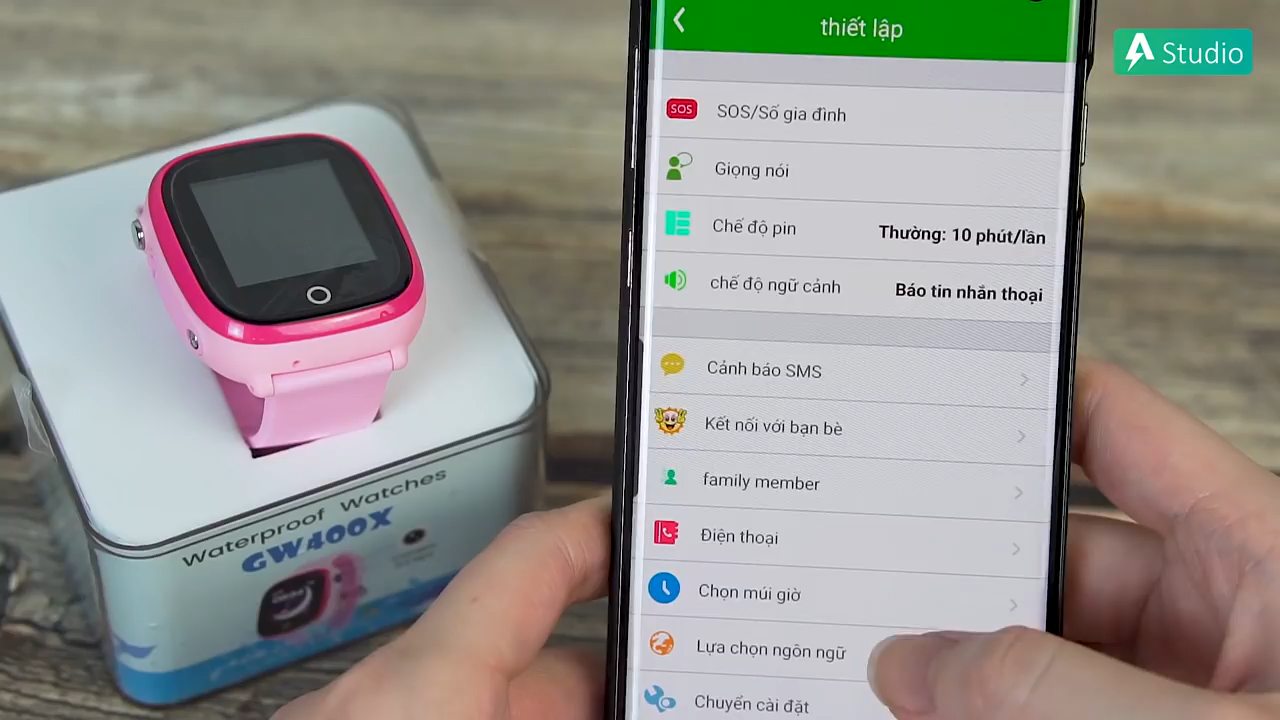 thiết lập
A Studio
SOS SOS/Số gia đình
Giọng nói
Chế độ pin Thường: 10 phút/lần
chế độ ngữ cảnh Báo tin nhắn thoại
Cảnh báo SMS
Kết nối với bạn bè
family member
Điện thoại
Chọn múi giờ
Lựa chọn ngôn ngữ
Chuyển cài đặt
Waterproof Watches
GW400X